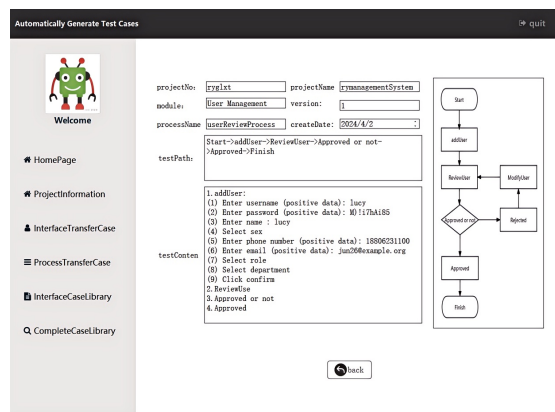 Automatically Generate Test Cases
quit
Welcome
HomePage
ProjectInformation
InterfaceTransferCase
ProcessTransferCase
InterfaceCaseLibrary
CompleteCaseLibrary
projectNo: ryglxt projectName rymanagementSystem
module: User Management version: 1
processName userReviewProcess createDate: 2024/4/2 :
testPath: Start->addUser->ReviewUser->Approved or not-
>Approved->Finish
testConten
1.addUser:
(1) Enter username (positive data): lucy
(2) Enter password (positive data): M)!i7hAi85
(3) Enter name : lucy
(4) Select sex
(5) Enter phone number (positive data): 18806231100
(6) Enter email (positive data): jun26@example.org
(7) Select role
(8) Select department
(9) Click confirm
2.ReviewUse
3.Approved or not
4.Approved
Start
addUser
ReviewUser
ModifyUser
Approved or not
Rejected
Approved
Finish
back